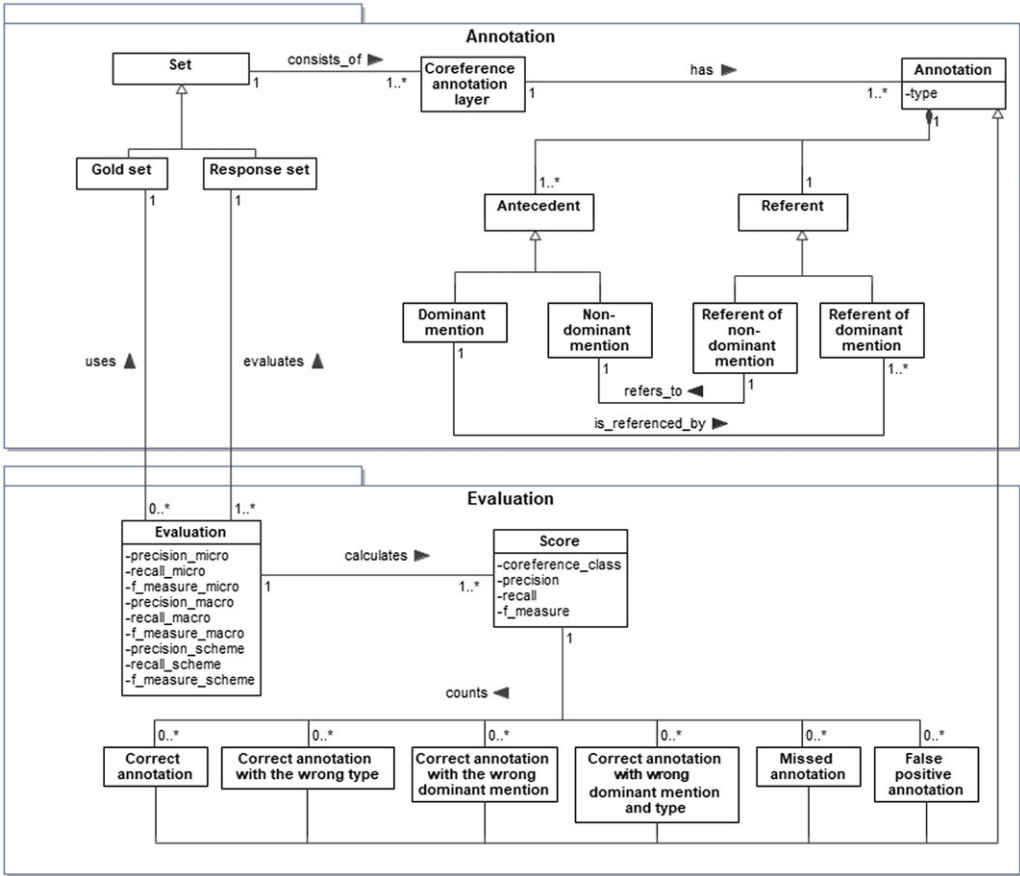 Annotation
Set
1
consists_of
1..*
Coreference
annotation
layer
1
has
1..*
Annotation
-type
1
Gold set
1
Response set
1
1..*
Antecedent
1
Referent
Dominant
mention
1
Non-
dominant
mention
1
Referent of
non-
dominant
mention
1
Referent of
dominant
mention
1..*
refers_to
is_referenced_by
uses
evaluates
Evaluation
0..*
1..*
Evaluation
-precision_micro
-recall_micro
-f_measure_micro
-precision_macro
-recall_macro
-f_measure_macro
-precision_scheme
-recall_scheme
-f_measure_scheme
1
calculates
1..*
Score
-coreference_class
-precision
-recall
-f_measure
1
counts
0..*
Correct
annotation
0..*
Correct annotation
with the wrong type
0..*
Correct annotation
with the wrong
dominant mention
0..*
Correct annotation
with wrong
dominant mention
and type
0..*
Missed
annotation
0..*
False
positive
annotation